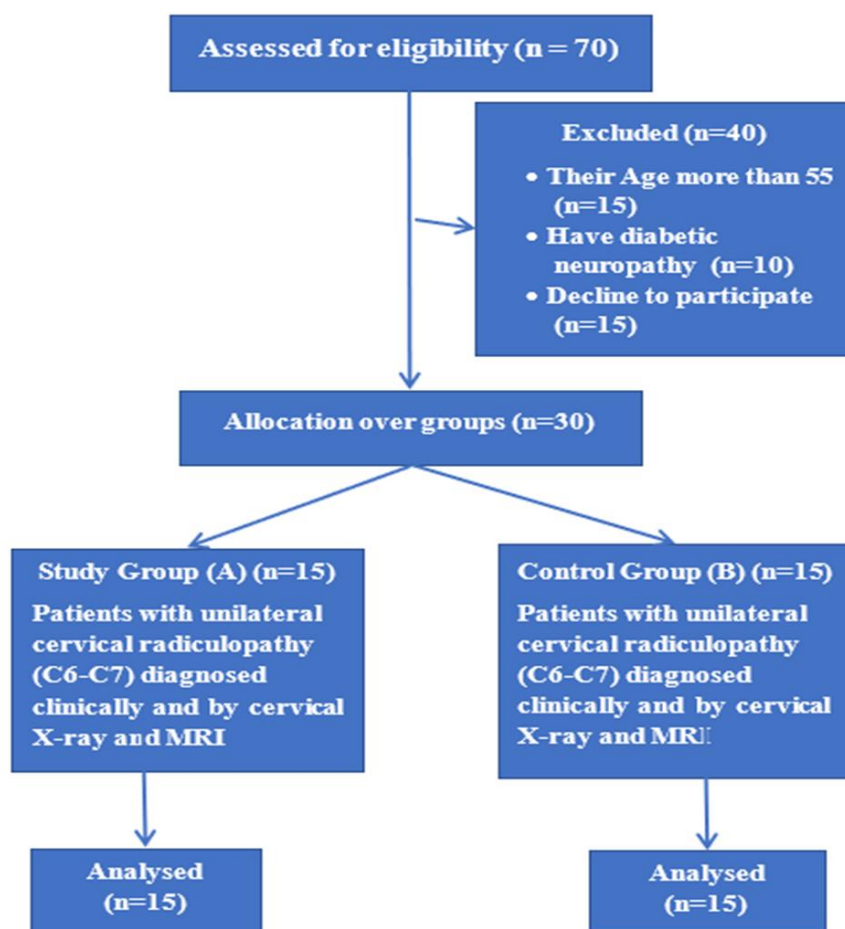 Assessed for eligibility (n = 70)
Excluded (n=40)
• Their Age more than 55
(n=15)
• Have diabetic
neuropathy (n=10)
• Decline to participate
(n=15)
Allocation over groups (n=30)
Study Group (A) (n=15)
Patients with unilateral
cervical radiculopathy
(C6-C7) diagnosed
clinically and by cervical
X-ray and MRI
Control Group (B) (n=15)
Patients with unilateral
cervical radiculopathy
(C6-C7) diagnosed
clinically and by cervical
X-ray and MRI
Analysed
(n=15)
Analysed
(n=15)